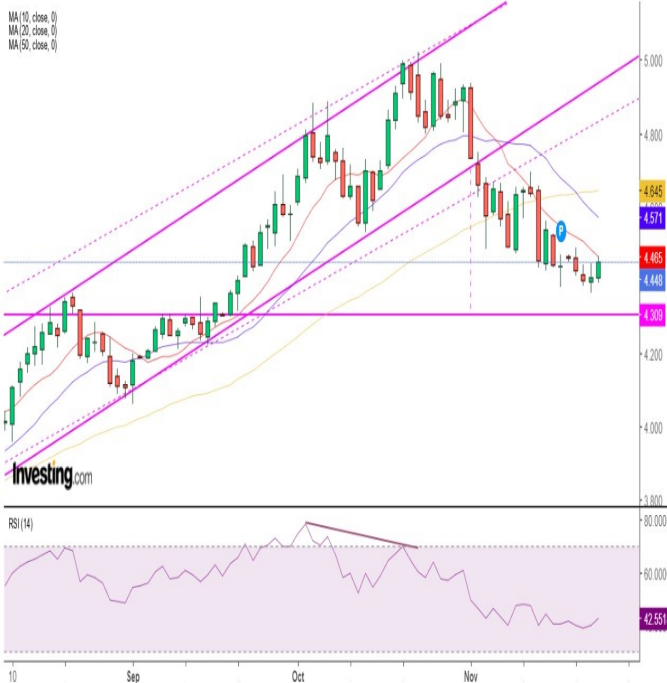 MA (10, close, 0)
MA (20, close, 0)
MA (50, close, 0)
5.000
4.800
4.645
4.571
4.465
4.448
4.309
4.200
4.000
3.800
P
Investing.com
RSI (14)
80.000
60.000
42.551
10 Sep Oct Nov